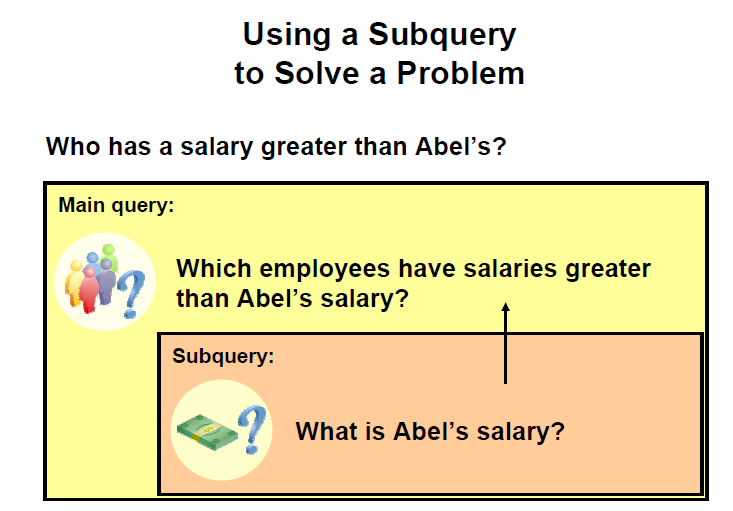 Using a Subquery
to Solve a Problem
Who has a salary greater than Abel’s?
Main query:
Which employees have salaries greater
than Abel’s salary?
Subquery:
What is Abel’s salary?